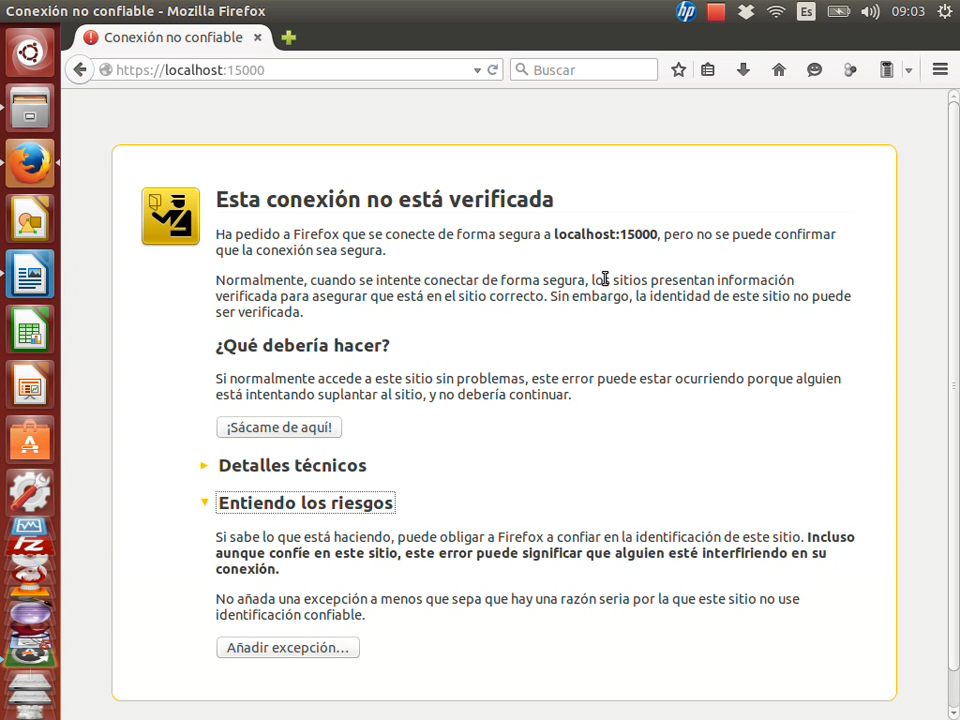 Conexión no confiable - Mozilla Firefox
Es
09:03
Conexión no confiable
https://localhost:15000
Buscar
Esta conexión no está verificada
Ha pedido a Firefox que se conecte de forma segura a localhost:15000, pero no se puede confirmar
que la conexión sea segura.
Normalmente, cuando se intente conectar de forma segura, los sitios presentan información
verificada para asegurar que está en el sitio correcto. Sin embargo, la identidad de este sitio no puede
ser verificada.
¿Qué debería hacer?
Si normalmente accede a este sitio sin problemas, este error puede estar ocurriendo porque alguien
está intentando suplantar al sitio, y no debería continuar.
¡Sácame de aquí!
Detalles técnicos
Entiendo los riesgos
Si sabe lo que está haciendo, puede obligar a Firefox a confiar en la identificación de este sitio. Incluso
aunque confíe en este sitio, este error puede significar que alguien esté interfiriendo en su
conexión.
No añada una excepción a menos que sepa que hay una razón seria por la que este sitio no use
identificación confiable.
Añadir excepción...